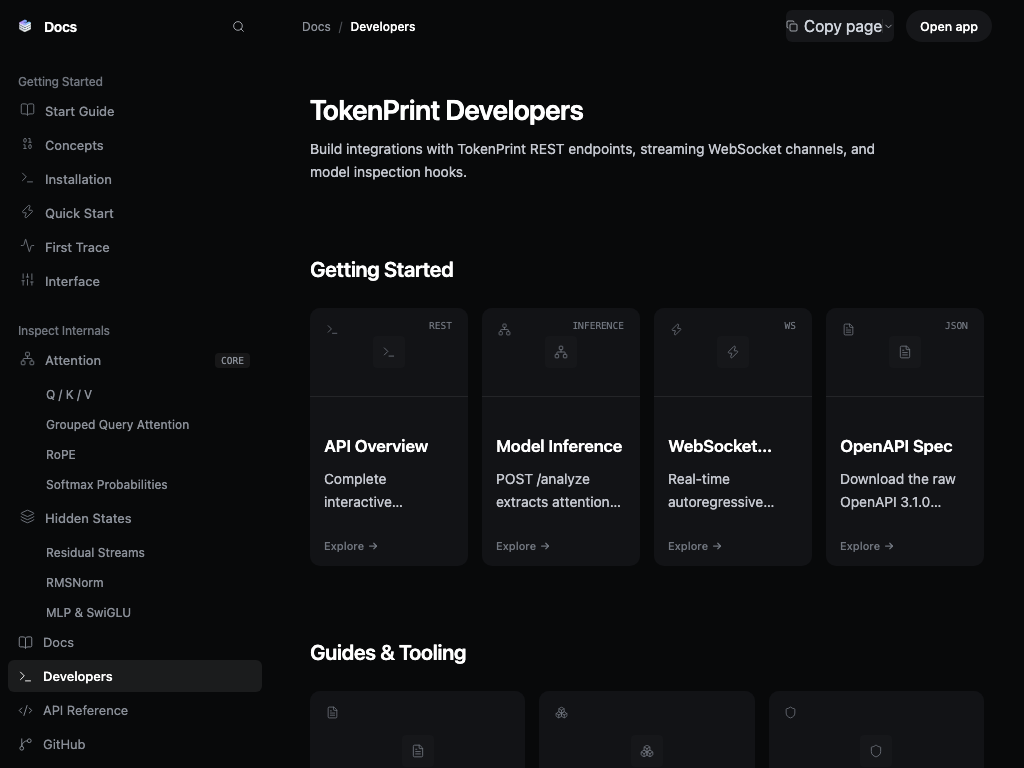 Docs
Docs / Developers
Copy page
Open app
Getting Started
Start Guide
Concepts
Installation
Quick Start
First Trace
Interface
Inspect Internals
Attention
CORE
Q / K / V
Grouped Query Attention
RoPE
Softmax Probabilities
Hidden States
Residual Streams
RMSNorm
MLP & SwiGLU
Docs
Developers
API Reference
GitHub
TokenPrint Developers
Build integrations with TokenPrint REST endpoints, streaming WebSocket channels, and
model inspection hooks.
Getting Started
REST
API Overview
Complete
interactive...
Explore →
INFERENCE
Model Inference
POST /analyze
extracts attention...
Explore →
WS
WebSocket...
Real-time
autoregressive...
Explore →
JSON
OpenAPI Spec
Download the raw
OpenAPI 3.1.0...
Explore →
Guides & Tooling